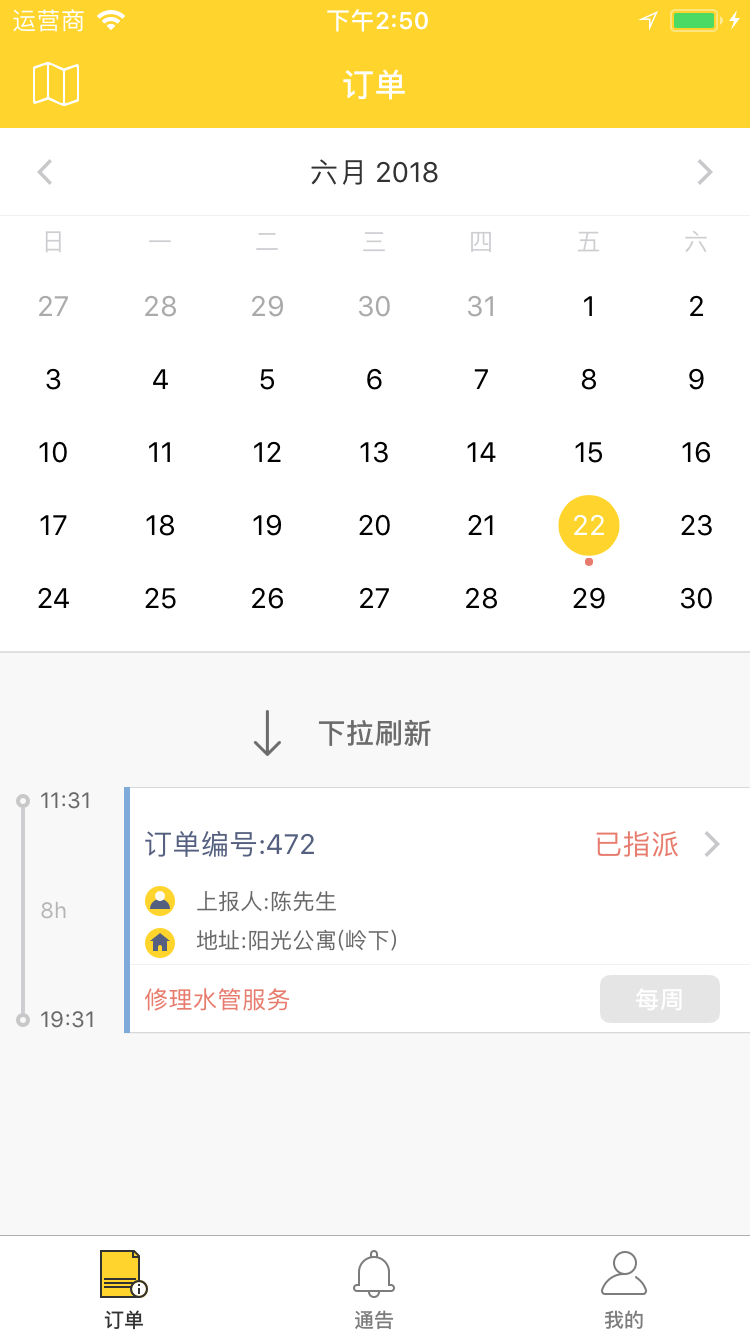 运营商 下午2:50
订单
六月 2018
日 一 二 三 四 五 六
27 28 29 30 31 1 2
3 4 5 6 7 8 9
10 11 12 13 14 15 16
17 18 19 20 21 22 23
24 25 26 27 28 29 30
下拉刷新
11:31
订单编号:472 已指派
上报人:陈先生
8h
地址:阳光公寓(岭下)
修理水管服务 每周
19:31
订单 通告 我的